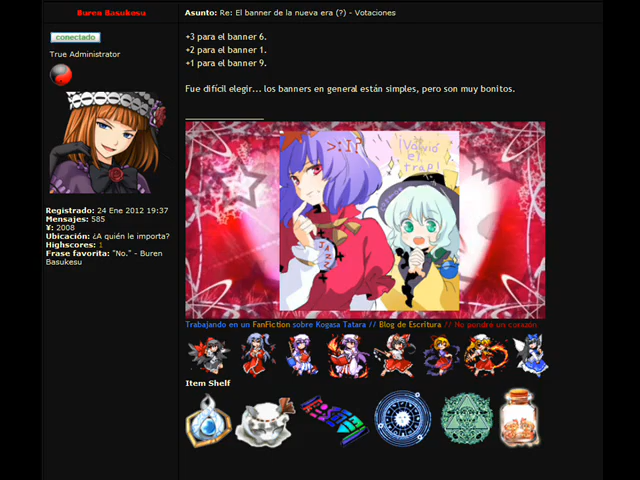 Buren Basukesu
Asunto: Re: El banner de la nueva era (?) - Votaciones
conectado
True Administrator
Registrado: 24 Ene 2012 19:37
Mensajes: 585
¥: 2008
Ubicación: ¿A quién le importa?
Highscores: 1
Frase favorita: "No." - Buren
Basukesu
+3 para el banner 6.
+2 para el banner 1.
+1 para el banner 9.
Fue difícil elegir... los banners en general están simples, pero son muy bonitos.
>:I?
¡Volvió
el
trap!
JAZZ
Trabajando en un FanFiction sobre Kogasa Tatara // Blog de Escritura // No pondré un corazón
Item Shelf